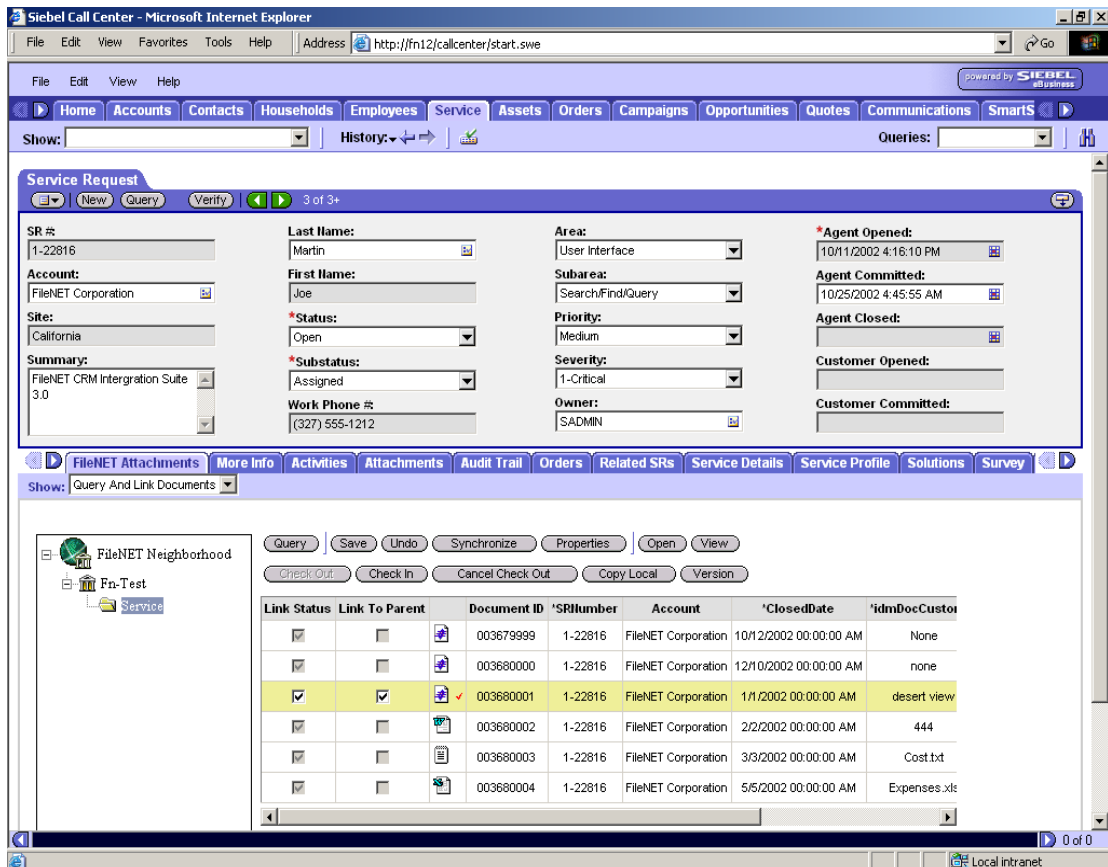 Siebel Call Center - Microsoft Internet Explorer
File Edit View Favorites Tools Help Address http://fn12/callcenter/start.swe Go
File Edit View Help powered by SIEBEL eBusiness
Home Accounts Contacts Households Employees Service Assets Orders Campaigns Opportunities Quotes Communications SmartS
Show: History: Queries:
Service Request
New Query Verify 3 of 3+
SR #: Last Name: Area: *Agent Opened:
1-22816 Martin User Interface 10/11/2002 4:16:10 PM
Account: First Name: Subarea: Agent Committed:
FileNET Corporation Joe Search/Find/Query 10/25/2002 4:45:55 AM
Site: *Status: Priority: Agent Closed:
California Open Medium
Summary: *Substatus: Severity: Customer Opened:
FileNET CRM Intergration Suite 3.0 Assigned 1-Critical
Work Phone #: Owner: Customer Committed:
(327) 555-1212 SADMIN
FileNET Attachments More Info Activities Attachments Audit Trail Orders Related SRs Service Details Service Profile Solutions Survey
Show: Query And Link Documents
FileNET Neighborhood
Fn-Test
Service
Query Save Undo Synchronize Properties Open View
Check Out Check In Cancel Check Out Copy Local Version
Link Status Link To Parent Document ID *SRNumber Account *ClosedDate *idmDocCustom
003679999 1-22816 FileNET Corporation 10/12/2002 00:00:00 AM None
003680000 1-22816 FileNET Corporation 12/10/2002 00:00:00 AM none
003680001 1-22816 FileNET Corporation 1/1/2002 00:00:00 AM desert view
003680002 1-22816 FileNET Corporation 2/2/2002 00:00:00 AM 444
003680003 1-22816 FileNET Corporation 3/3/2002 00:00:00 AM Cost.txt
003680004 1-22816 FileNET Corporation 5/5/2002 00:00:00 AM Expenses.xls
0 of 0
Local intranet